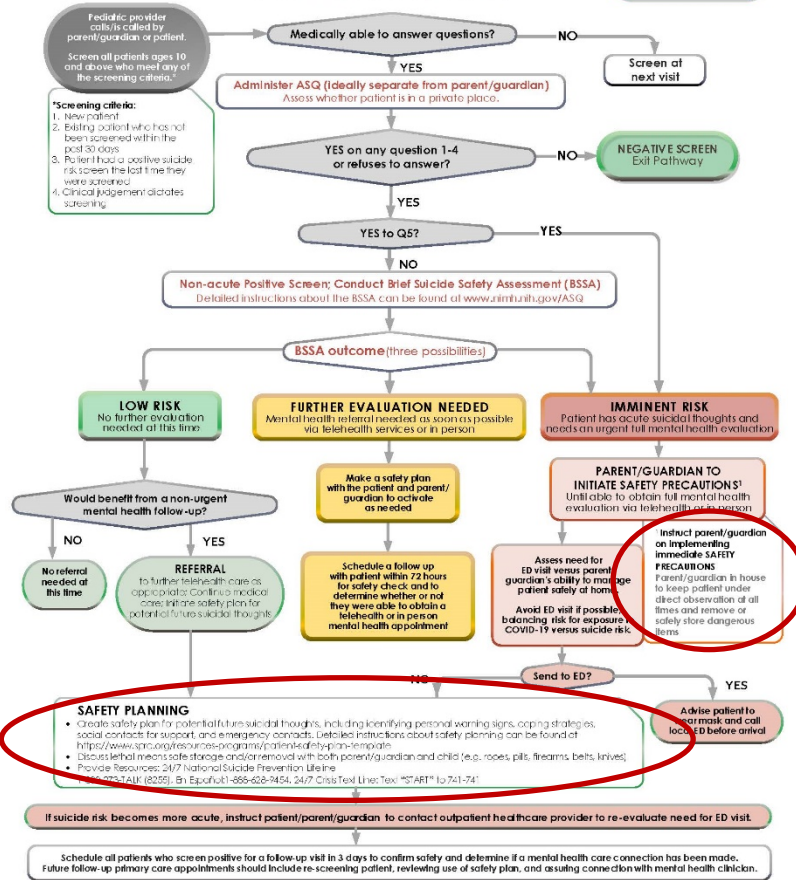 Pediatric provider
calls/is called by
parent/guardian or patient.
Screen all patients ages 10
and above who meet any
of the screening criteria.*
*Screening criteria:
1. New patient
2. Existing patient who has not
been screened within the
past 30 days
3. Patient had a positive suicide
risk screen the last time they
were screened
4. Clinical judgement dictates
screening
Medically able to answer questions?
NO
Screen at
next visit
YES
Administer ASQ (ideally separate from parent/guardian)
Assess whether patient is in a private place.
YES on any question 1-4
or refuses to answer?
NO
NEGATIVE SCREEN
Exit Pathway
YES
YES to Q5?
YES
NO
Non-acute Positive Screen; Conduct Brief Suicide Safety Assessment (BSSA)
Detailed instructions about the BSSA can be found at www.nimh.nih.gov/ASQ
BSSA outcome (three possibilities)
LOW RISK
No further evaluation
needed at this time
FURTHER EVALUATION NEEDED
Mental health referral needed as soon as possible
via telehealth services or in person
IMMINENT RISK
Patient has acute suicidal thoughts and
needs an urgent full mental health evaluation
Would benefit from a non-urgent
mental health follow-up?
NO
YES
No referral
needed at
this time
REFERRAL
to further telehealth care as
appropriate; Continue medical
care; initiate safety plan for
potential future suicidal thoughts
Make a safety plan
with the patient and parent/
guardian to activate
as needed
Schedule a follow up
with patient within 72 hours
for safety check and to
determine whether or not
they were able to obtain a
telehealth or in person
mental health appointment
PARENT/GUARDIAN TO
INITIATE SAFETY PRECAUTIONS¹
Until able to obtain full mental health
evaluation via telehealth or in person
Assess need for
ED visit versus parent/
guardian's ability to manage
patient safely at home.
Avoid ED visit if possible,
balancing risk for exposure to
COVID-19 versus suicide risk.
¹ Instruct parent/guardian
on implementing
immediate SAFETY
PRECAUTIONS
Parent/guardian in house
to keep patient under
direct observation at all
times and remove or
safely store dangerous
items
Send to ED?
NO
YES
Advise patient to
wear mask and call
local ED before arrival
SAFETY PLANNING
• Create safety plan for potential future suicidal thoughts, including identifying personal warning signs, coping strategies,
social contacts for support, and emergency contacts. Detailed instructions about safety planning can be found at
https://www.sprc.org/resources-programs/patient-safety-plan-template
• Discuss lethal means safe storage and/or removal with both parent/guardian and child (e.g. ropes, pills, firearms, belts, knives)
• Provide Resources: 24/7 National Suicide Prevention Lifeline
273-TALK (8255), En Español:1-888-628-9454, 24/7 Crisis Text Line: Text "START" to 741-741
If suicide risk becomes more acute, instruct patient/parent/guardian to contact outpatient healthcare provider to re-evaluate need for ED visit.
Schedule all patients who screen positive for a follow-up visit in 3 days to confirm safety and determine if a mental health care connection has been made.
Future follow-up primary care appointments should include re-screening patient, reviewing use of safety plan, and assuring connection with mental health clinician.